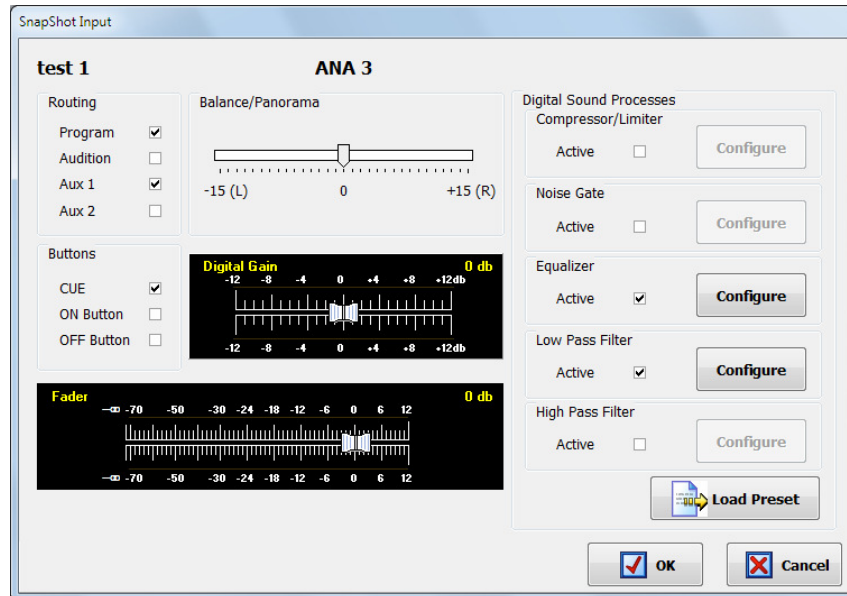 SnapShot Input
test 1 ANA 3
Routing
Program
Audition
Aux 1
Aux 2
Balance/Panorama
-15 (L) 0 +15 (R)
Buttons
CUE
ON Button
OFF Button
Digital Gain 0 db
-12 -8 -4 0 +4 +8 +12db
-12 -8 -4 0 +4 +8 +12db
Fader 0 db
-∞ -70 -50 -30 -24 -18 -12 -6 0 6 12
-∞ -70 -50 -30 -24 -18 -12 -6 0 6 12
Digital Sound Processes
Compressor/Limiter
Active Configure
Noise Gate
Active Configure
Equalizer
Active Configure
Low Pass Filter
Active Configure
High Pass Filter
Active Configure
Load Preset
OK Cancel